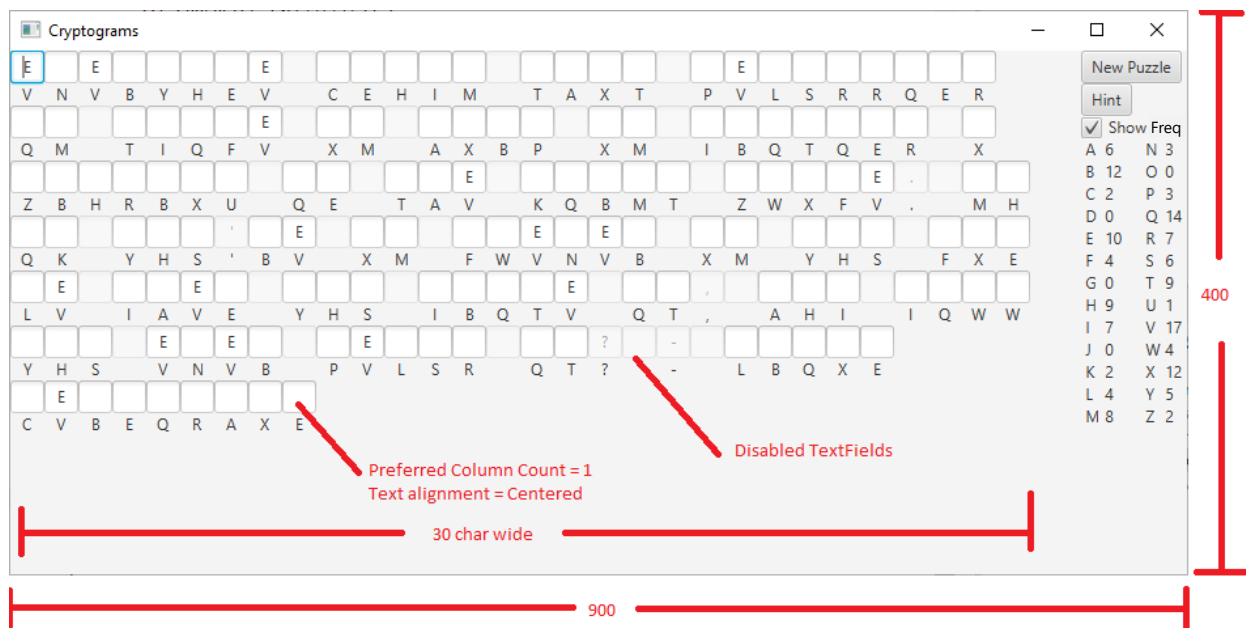 Cryptograms
E E E E
V N V B Y H E V C E H I M T A X T P V L S R R Q E R
E
Q M T I Q F V X M A X B P X M I B Q T Q E R X
E E .
Z B H R B X U Q E T A V K Q B M T Z W X F V . M H
' E E E
Q K Y H S ' B V X M F W V N V B X M Y H S F X E
E E E ,
L V I A V E Y H S I B Q T V Q T , A H I I Q W W
E E E ? -
Y H S V N V B P V L S R Q T ? - L B Q X E
E
C V B E Q R A X E
New Puzzle
Hint
Show Freq
A 6 N 3
B 12 O 0
C 2 P 3
D 0 Q 14
E 10 R 7
F 4 S 6
G 0 T 9
H 9 U 1
I 7 V 17
J 0 W 4
K 2 X 12
L 4 Y 5
M 8 Z 2
400
Disabled TextFields
Preferred Column Count = 1
Text alignment = Centered
30 char wide
900